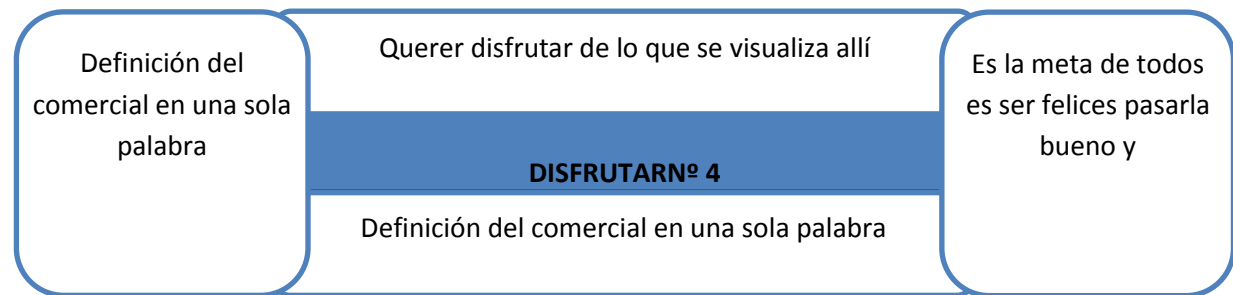 Definición del
comercial en una sola
palabra
Querer disfrutar de lo que se visualiza allí
DISFRUTARNº 4
Definición del comercial en una sola palabra
Es la meta de todos
es ser felices pasarla
bueno y